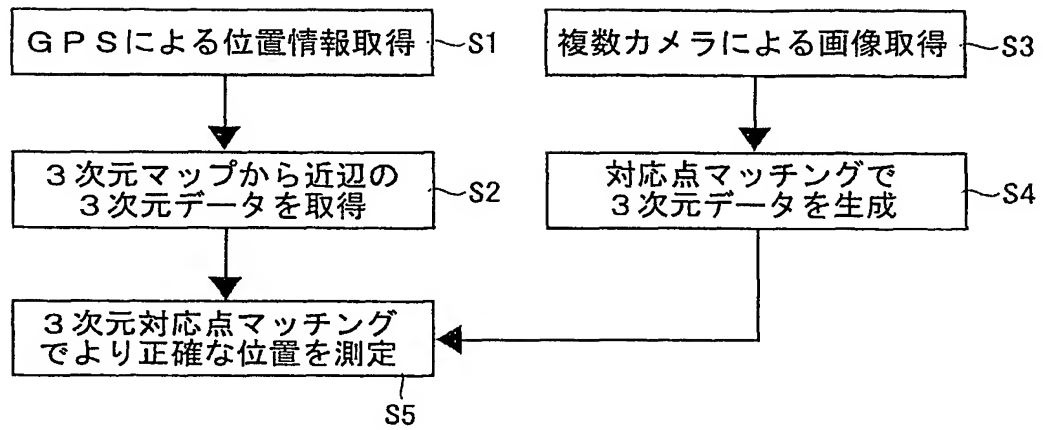 GPSによる位置情報取得
S1
3次元マップから近辺の
3次元データを取得
S2
複数カメラによる画像取得
S3
対応点マッチングで
3次元データを生成
S4
3次元対応点マッチング
でより正確な位置を測定
S5